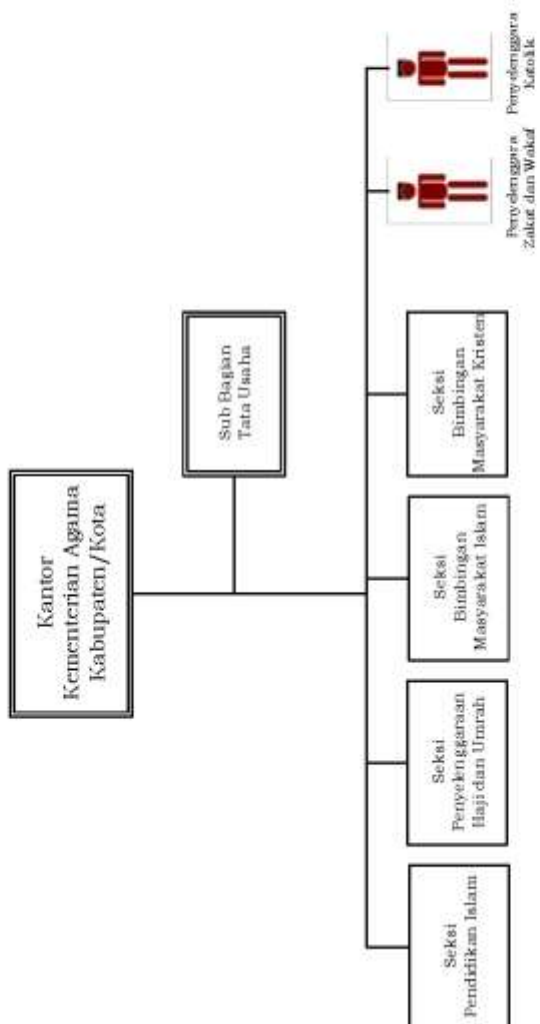 Kantor
Kementerian Agama
Kabupaten/Kota
Sub Bagian
Tata Usaha
Seksi
Pendidikan Islam
Seksi
Penyelenggaraan
Haji dan Umrah
Seksi
Bimbingan
Masyarakat Islam
Seksi
Bimbingan
Masyarakat Kristen
Penyelenggara
Zakat dan Wakaf
Penyelenggara
Katolik